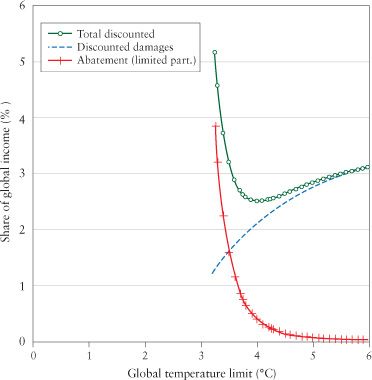 6
Total discounted
Discounted damages
Abatement (limited part.)
5
4
3
2
1
0
Share of global income (% )
0 1 2 3 4 5 6
Global temperature limit (°C)